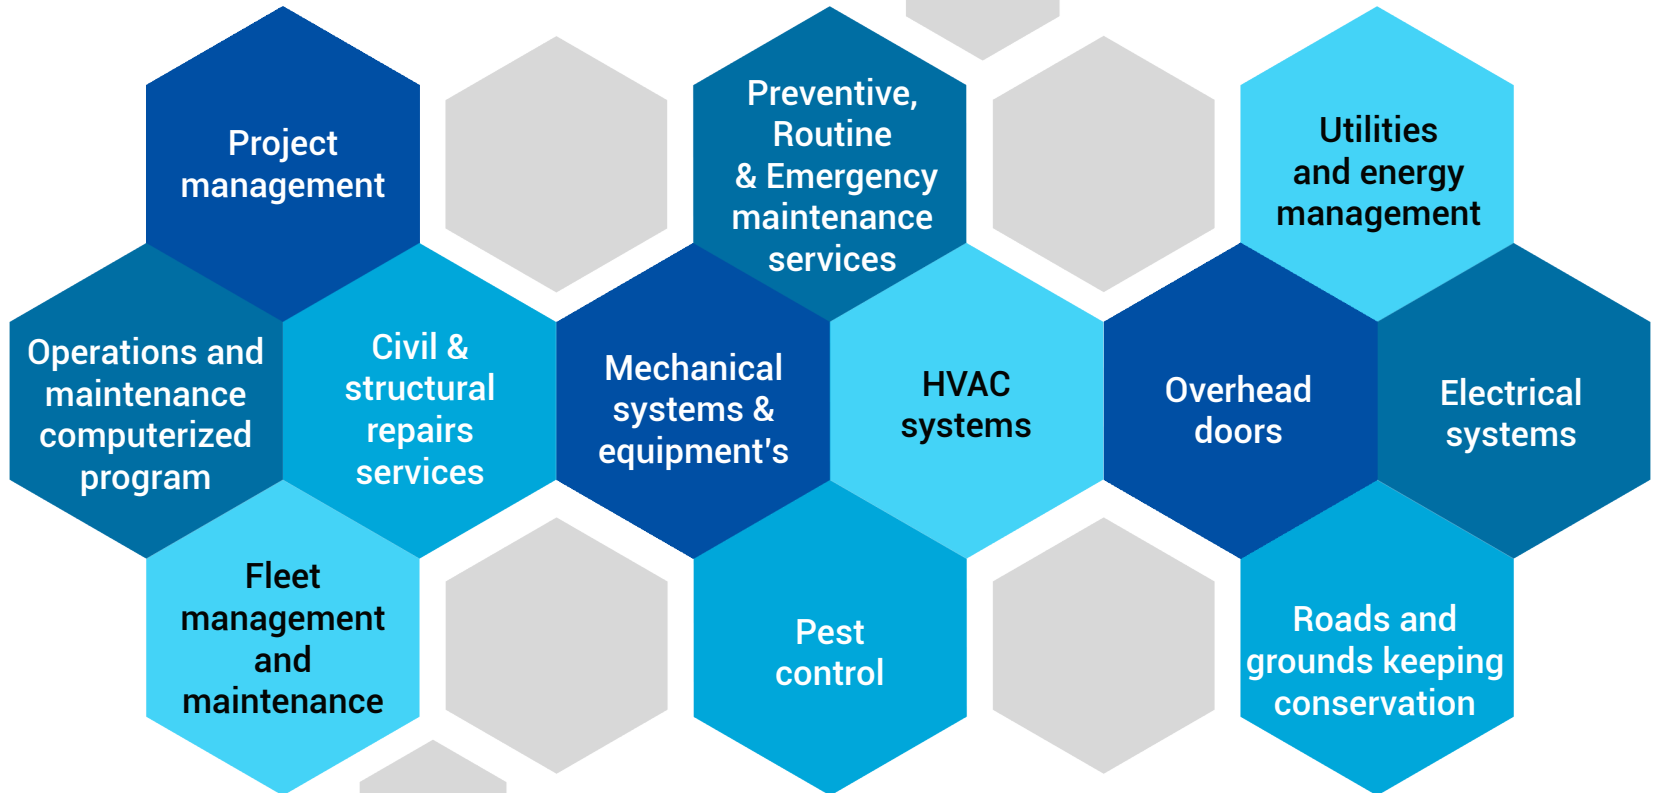 Project
management
Preventive,
Routine
& Emergency
maintenance
services
Utilities
and energy
management
Operations and
maintenance
computerized
program
Civil &
structural
repairs
services
Mechanical
systems &
equipment's
HVAC
systems
Overhead
doors
Electrical
systems
Fleet
management
and
maintenance
Pest
control
Roads and
grounds keeping
conservation